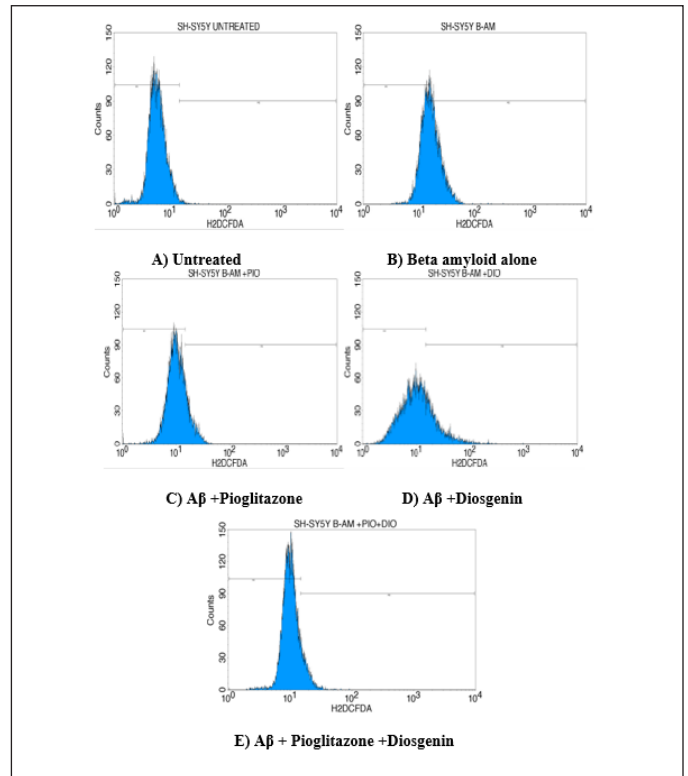 SH-SY5Y UNTREATED
150
120
90
60
30
0
Counts
10⁰ 10¹ 10² 10³ 10⁴
H2DCFDA
A) Untreated
SH-SY5Y B-AM
150
120
90
60
30
0
Counts
10⁰ 10¹ 10² 10³ 10⁴
H2DCFDA
B) Beta amyloid alone
SH-SY5Y B-AM +PIO
150
120
90
60
30
0
Counts
10⁰ 10¹ 10² 10³ 10⁴
H2DCFDA
C) Aβ +Pioglitazone
SH-SY5Y B-AM +DIO
150
120
90
60
30
0
Counts
10⁰ 10¹ 10² 10³ 10⁴
H2DCFDA
D) Aβ +Diosgenin
SH-SY5Y B-AM +PIO+DIO
150
120
90
60
30
0
Counts
10⁰ 10¹ 10² 10³ 10⁴
H2DCFDA
E) Aβ + Pioglitazone +Diosgenin